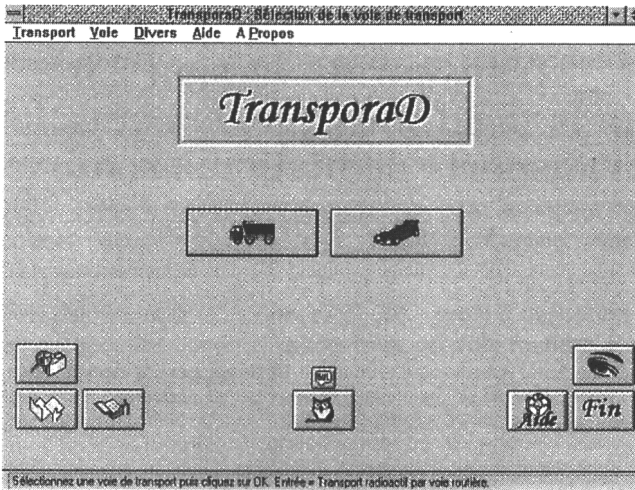 TransporaD : Sélection de la voie de transport
Transport Voie Divers Aide A Propos
TransporaD
Aide
Fin
Sélectionnez une voie de transport puis cliquez sur OK. Entrée = Transport radioactif par voie routière.